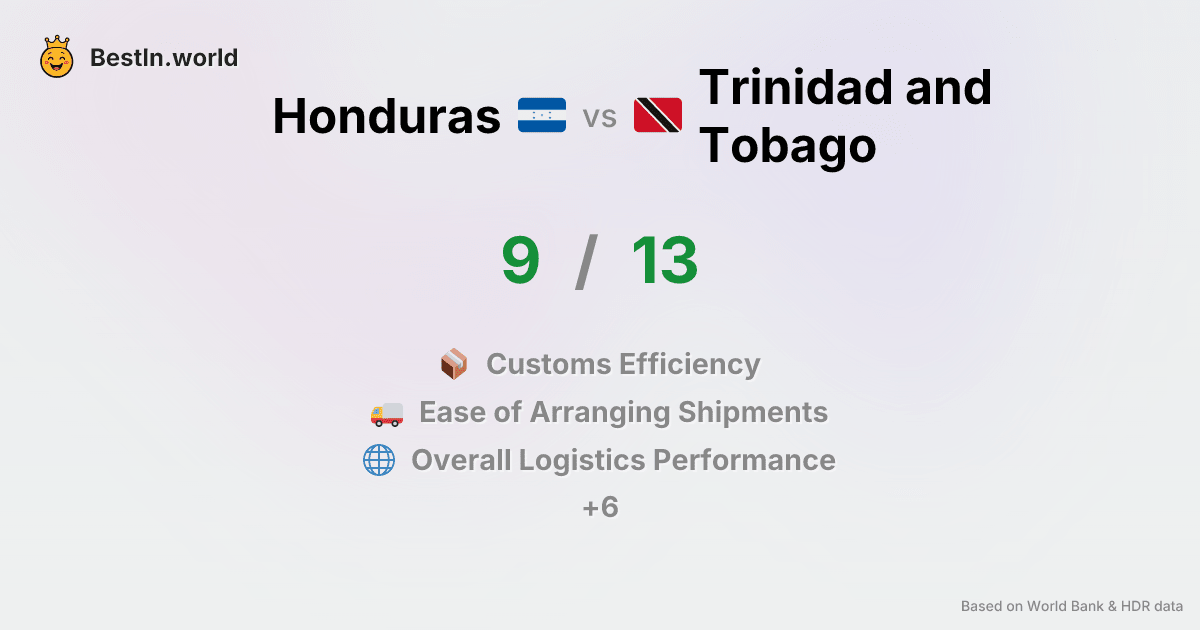 BestIn.world
Honduras vs Trinidad and
Tobago
9 / 13
Customs Efficiency
Ease of Arranging Shipments
Overall Logistics Performance
+6
Based on World Bank & HDR data